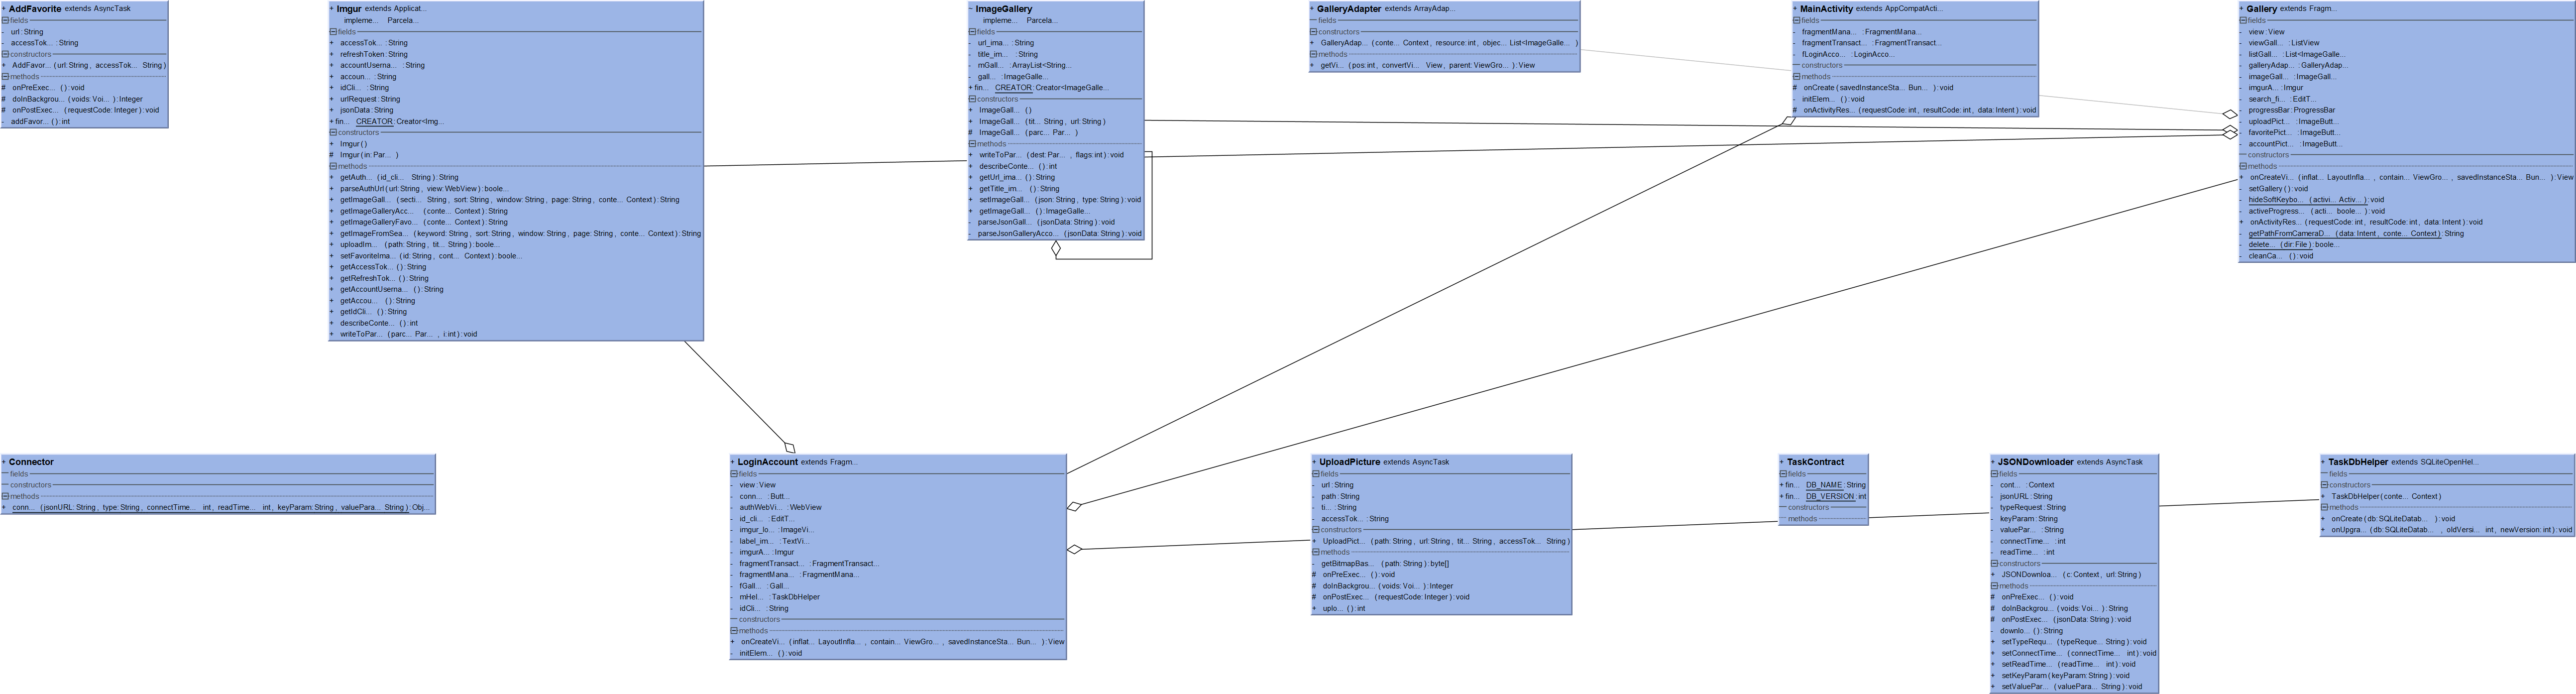 + AddFavorite extends AsyncTask
fields
- url:String
- accessTok... :String
constructors
+ AddFavor... (url:String, accessTok... String)
methods
# onPreExec... ():void
# doInBackgrou... (voids:Voi... ):Integer
# onPostExec... (requestCode:Integer):void
- addFavor... ():int
+ Imgur extends Applicat...
impleme... Parcela...
fields
+ accessTok... :String
+ refreshToken:String
+ accountUserna... :String
+ accoun... :String
+ idCli... :String
+ urlRequest:String
+ jsonData:String
+ fin... CREATOR:Creator<Img...
constructors
+ Imgur()
# Imgur(in:Par... )
methods
+ getAuth... (id_cli... String):String
+ parseAuthUrl(url:String, view:WebView):boole...
+ getImageGall... (secti... String, sort:String, window:String, page:String, conte... Context):String
+ getImageGalleryAcc... (conte... Context):String
+ getImageGalleryFavo... (conte... Context):String
+ getImageFromSea... (keyword:String, sort:String, window:String, page:String, conte... Context):String
+ uploadIm... (path:String, tit... String):boole...
+ setFavoriteIma... (id:String, cont... Context):boole...
+ getAccessTok... ():String
+ getRefreshTok... ():String
+ getAccountUserna... ():String
+ getAccou... ():String
+ getIdCli... ():String
+ describeConte... ():int
+ writeToPar... (parc... Par... , i:int):void
~ ImageGallery
impleme... Parcela...
fields
- url_ima... :String
- title_im... :String
- mGall... :ArrayList<String...
- gall... :ImageGalle...
+ fin... CREATOR:Creator<ImageGalle...
constructors
+ ImageGall... ()
+ ImageGall... (tit... String, url:String)
# ImageGall... (parc... Par... )
methods
+ writeToPar... (dest:Par... , flags:int):void
+ describeConte... ():int
+ getUrl_ima... ():String
+ getTitle_im... ():String
+ setImageGall... (json:String, type:String):void
+ getImageGall... ():ImageGalle...
- parseJsonGall... (jsonData:String):void
- parseJsonGalleryAcco... (jsonData:String):void
+ GalleryAdapter extends ArrayAdap...
fields
constructors
+ GalleryAdap... (conte... Context, resource:int, objec... List<ImageGalle... )
methods
+ getVi... (pos:int, convertVi... View, parent:ViewGro... ):View
+ MainActivity extends AppCompatActi...
fields
- fragmentMana... :FragmentMana...
- fragmentTransact... :FragmentTransact...
- fLoginAcco... :LoginAcco...
constructors
methods
# onCreate(savedInstanceSta... Bun... ):void
- initElem... ():void
# onActivityRes... (requestCode:int, resultCode:int, data:Intent):void
+ Gallery extends Fragm...
fields
- view:View
- viewGall... :ListView
- listGall... :List<ImageGalle...
- galleryAdap... :GalleryAdap...
- imageGall... :ImageGall...
- imgurA... :Imgur
- search_fi... :EditT...
- progressBar:ProgressBar
- uploadPict... :ImageButt...
- favoritePict... :ImageButt...
- accountPict... :ImageButt...
constructors
methods
+ onCreateVi... (inflat... LayoutInfla... , contain... ViewGro... , savedInstanceSta... Bun... ):View
- setGallery():void
- hideSoftKeybo... (activi... Activ... ):void
- activeProgress... (acti... boole... ):void
+ onActivityRes... (requestCode:int, resultCode:int, data:Intent):void
- getPathFromCameraD... (data:Intent, conte... Context):String
- delete... (dir:File):boole...
- cleanCa... ():void
+ Connector
fields
constructors
methods
+ conn... (jsonURL:String, type:String, connectTime... int, readTime... int, keyParam:String, valuePara... String):Obj...
+ LoginAccount extends Fragm...
fields
- view:View
- conn... :Butt...
- authWebVi... :WebView
- id_cli... :EditT...
- imgur_lo... :ImageVi...
- label_im... :TextVi...
- imgurA... :Imgur
- fragmentTransact... :FragmentTransact...
- fragmentMana... :FragmentMana...
- fGall... :Gall...
- mHel... :TaskDbHelper
- idCli... :String
constructors
methods
+ onCreateVi... (inflat... LayoutInfla... , contain... ViewGro... , savedInstanceSta... Bun... ):View
- initElem... ():void
+ UploadPicture extends AsyncTask
fields
- url:String
- path:String
- ti... :String
- accessTok... :String
constructors
+ UploadPict... (path:String, url:String, tit... String, accessTok... String)
methods
- getBitmapBas... (path:String):byte[]
# onPreExec... ():void
# doInBackgrou... (voids:Voi... ):Integer
# onPostExec... (requestCode:Integer):void
+ uplo... ():int
+ TaskContract
fields
+ fin... DB_NAME:String
+ fin... DB_VERSION:int
constructors
methods
+ JSONDownloader extends AsyncTask
fields
- cont... :Context
- jsonURL:String
- typeRequest:String
- keyParam:String
- valuePar... :String
- connectTime... :int
- readTime... :int
constructors
+ JSONDownloa... (c:Context, url:String)
methods
# onPreExec... ():void
# doInBackgrou... (voids:Voi... ):String
# onPostExec... (jsonData:String):void
- downlo... ():String
+ setTypeRequ... (typeReque... String):void
+ setConnectTime... (connectTime... int):void
+ setReadTime... (readTime... int):void
+ setKeyParam(keyParam:String):void
+ setValuePar... (valuePara... String):void
+ TaskDbHelper extends SQLiteOpenHel...
fields
constructors
+ TaskDbHelper(conte... Context)
methods
+ onCreate(db:SQLiteDatab... ):void
+ onUpgra... (db:SQLiteDatab... , oldVersi... int, newVersion:int):void